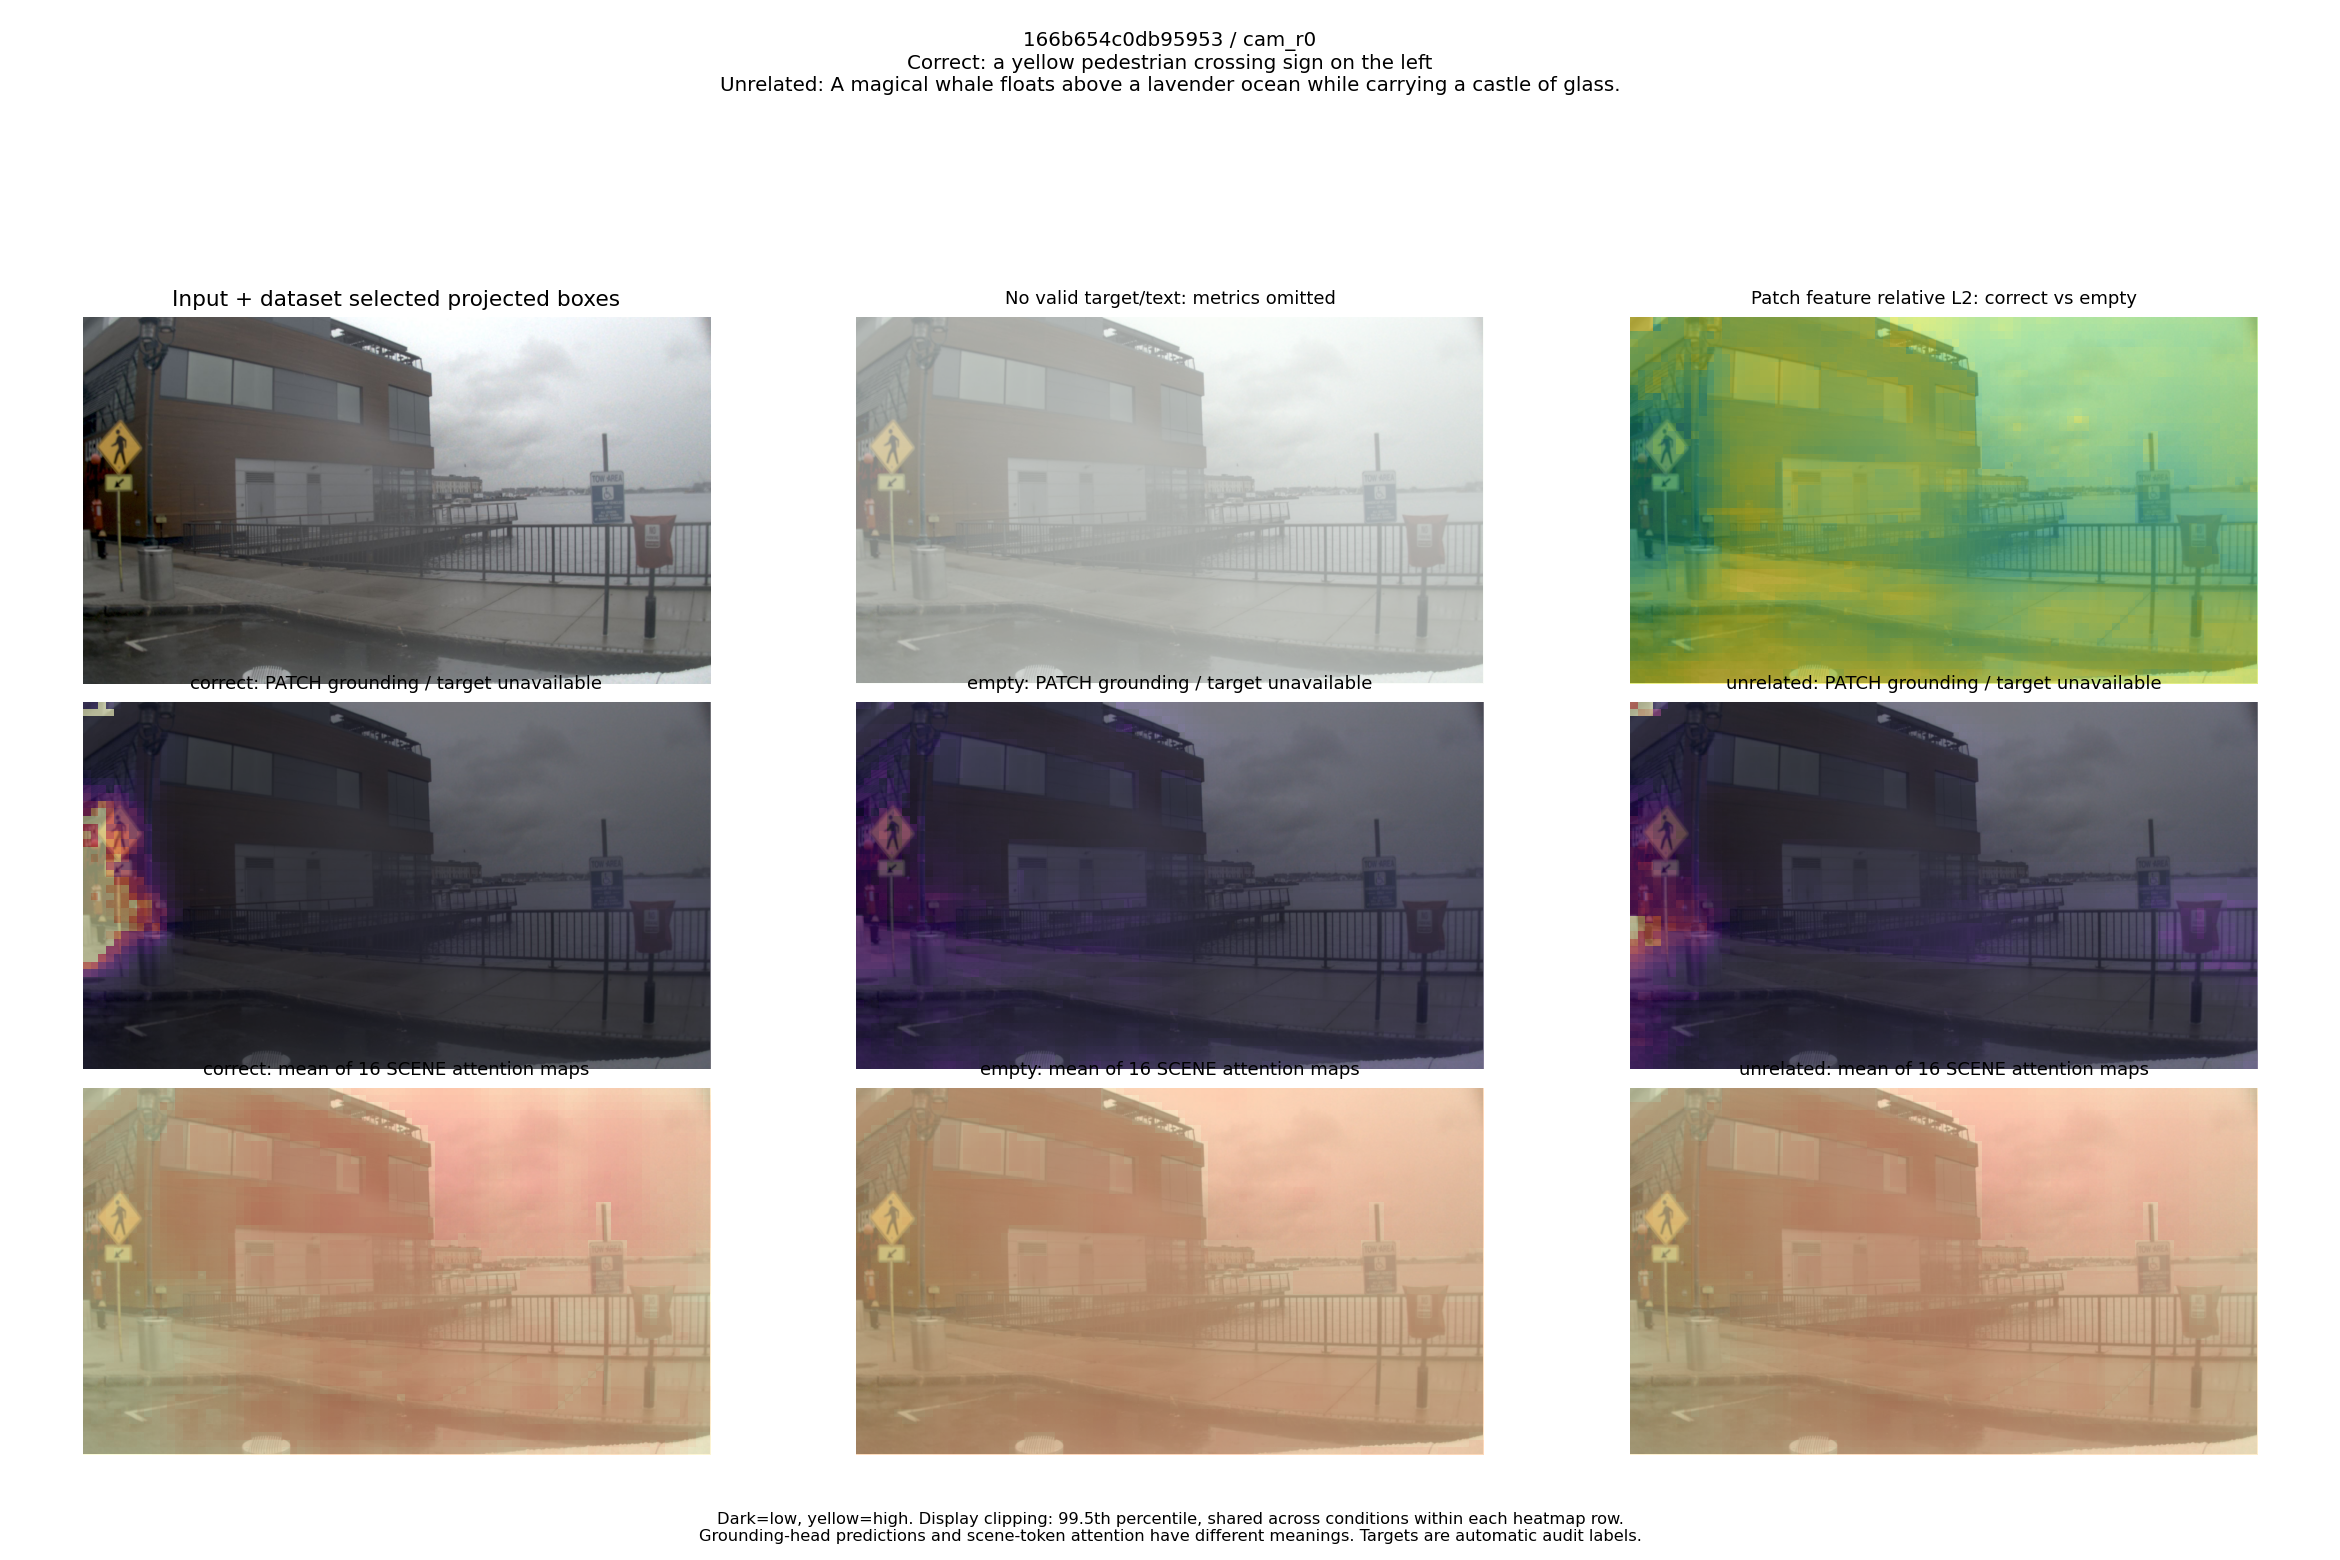 166b654c0db95953 / cam_r0
Correct: a yellow pedestrian crossing sign on the left
Unrelated: A magical whale floats above a lavender ocean while carrying a castle of glass.
Input + dataset selected projected boxes
No valid target/text: metrics omitted
Patch feature relative L2: correct vs empty
TOW AREA
correct: PATCH grounding / target unavailable
empty: PATCH grounding / target unavailable
unrelated: PATCH grounding / target unavailable
correct: mean of 16 SCENE attention maps
empty: mean of 16 SCENE attention maps
unrelated: mean of 16 SCENE attention maps
Dark=low, yellow=high. Display clipping: 99.5th percentile, shared across conditions within each heatmap row.
Grounding-head predictions and scene-token attention have different meanings. Targets are automatic audit labels.